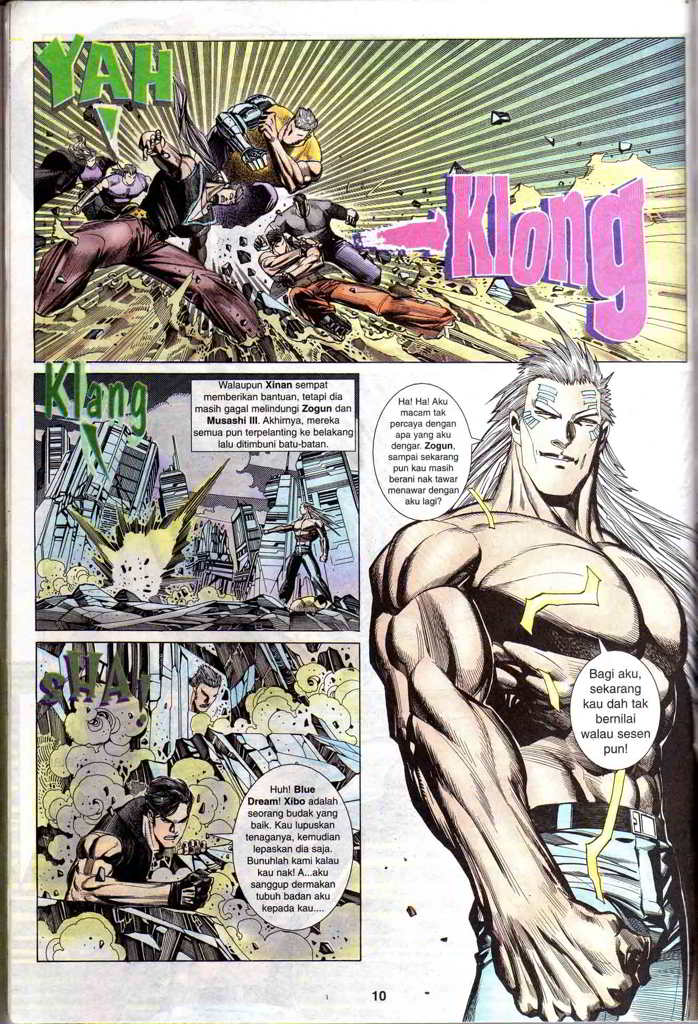 YAH
Klong
Klang
Walaupun Xinan sempat
memberikan bantuan, tetapi dia
masih gagal melindungi Zogun dan
Musashi III. Akhirnya, mereka
semua pun terpelanting ke belakang
lalu ditimbuni batu-batan.
Ha! Ha! Aku
macam tak
percaya dengan
apa yang aku
dengar. Zogun,
sampai sekarang
pun kau masih
berani nak tawar
menawar dengan
aku lagi?
Bagi aku,
sekarang
kau dah tak
bernilai
walau sesen
pun!
SHA!
Huh! Blue
Dream! Xibo adalah
seorang budak yang
baik. Kau lupuskan
tenaganya, kemudian
lepaskan dia saja.
Bunuhlah kami kalau
kau nak! A...aku
sanggup dermakan
tubuh badan aku
kepada kau....
10